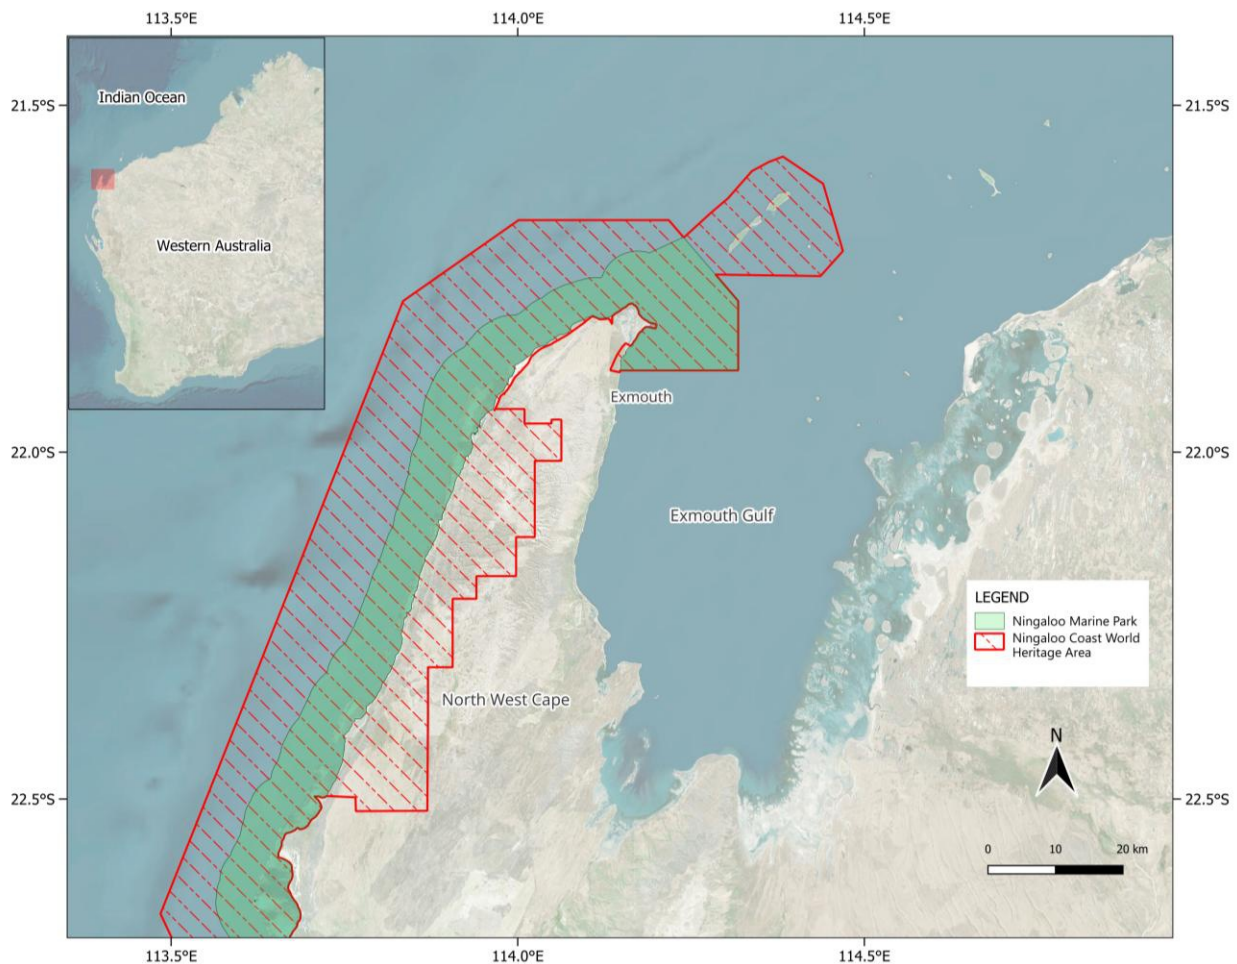 113.5°E
114.0°E
114.5°E
Indian Ocean
21.5°S
21.5°S
Western Australia
Exmouth
22.0°S
22.0°S
Exmouth Gulf
LEGEND
Ningaloo Marine Park
Ningaloo Coast World
Heritage Area
North West Cape
N
22.5°S
22.5°S
0 10 20 km
113.5°E
114.0°E
114.5°E